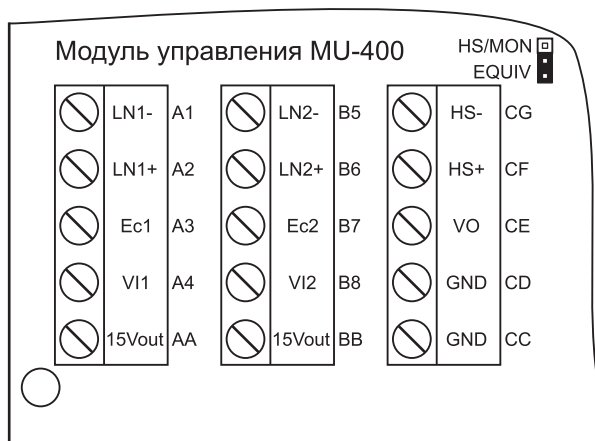 Модуль управления MU-400
HS/MON
EQUIV
LN1- A1 LN2- B5 HS- CG
LN1+ A2 LN2+ B6 HS+ CF
Ec1 A3 Ec2 B7 VO CE
VI1 A4 VI2 B8 GND CD
15Vout AA 15Vout BB GND CC